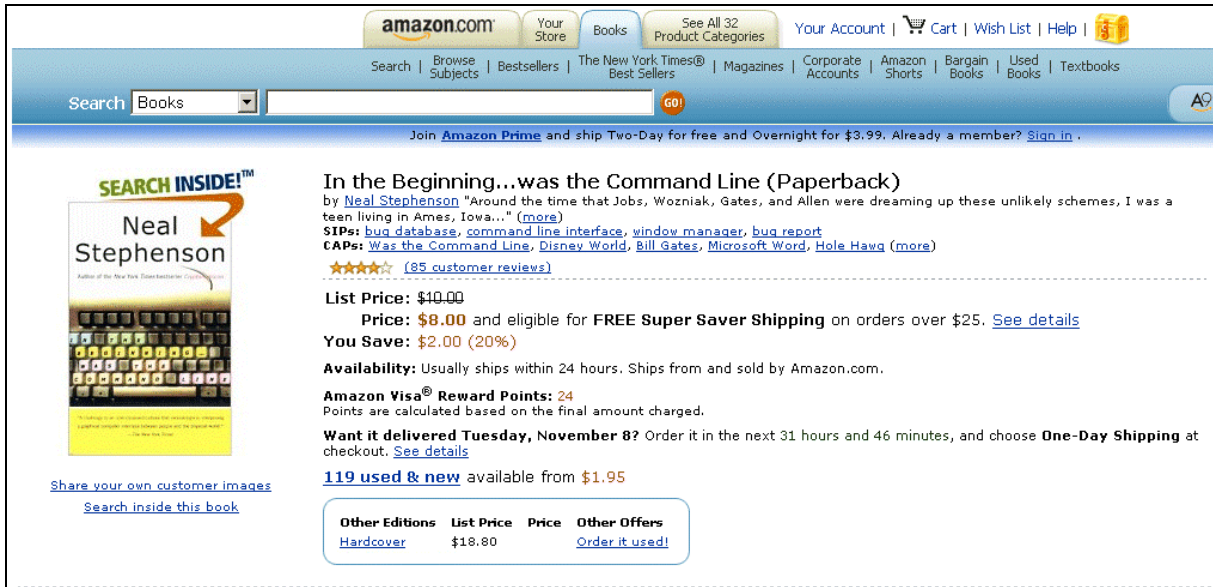 amazon.com
Your Store
Books
See All 32 Product Categories
Your Account | Cart | Wish List | Help |
Search | Browse Subjects | Bestsellers | The New York Times® Best Sellers | Magazines | Corporate Accounts | Amazon Shorts | Bargain Books | Used Books | Textbooks
Search Books GO! A9
Join Amazon Prime and ship Two-Day for free and Overnight for $3.99. Already a member? Sign in .
SEARCH INSIDE!™
Neal
Stephenson
Author of the New York Times bestseller Cryptonomicon
In the Beginning...was the Command Line (Paperback)
by Neal Stephenson "Around the time that Jobs, Wozniak, Gates, and Allen were dreaming up these unlikely schemes, I was a
teen living in Ames, Iowa..." (more)
SIPs: bug database, command line interface, window manager, bug report
CAPs: Was the Command Line, Disney World, Bill Gates, Microsoft Word, Hole Hawg (more)
(85 customer reviews)
List Price: $10.00
Price: $8.00 and eligible for FREE Super Saver Shipping on orders over $25. See details
You Save: $2.00 (20%)
Availability: Usually ships within 24 hours. Ships from and sold by Amazon.com.
Amazon Visa® Reward Points: 24
Points are calculated based on the final amount charged.
Want it delivered Tuesday, November 8? Order it in the next 31 hours and 46 minutes, and choose One-Day Shipping at
checkout. See details
119 used & new available from $1.95
Share your own customer images
Search inside this book
Other Editions List Price Price Other Offers
Hardcover $18.80 Order it used!